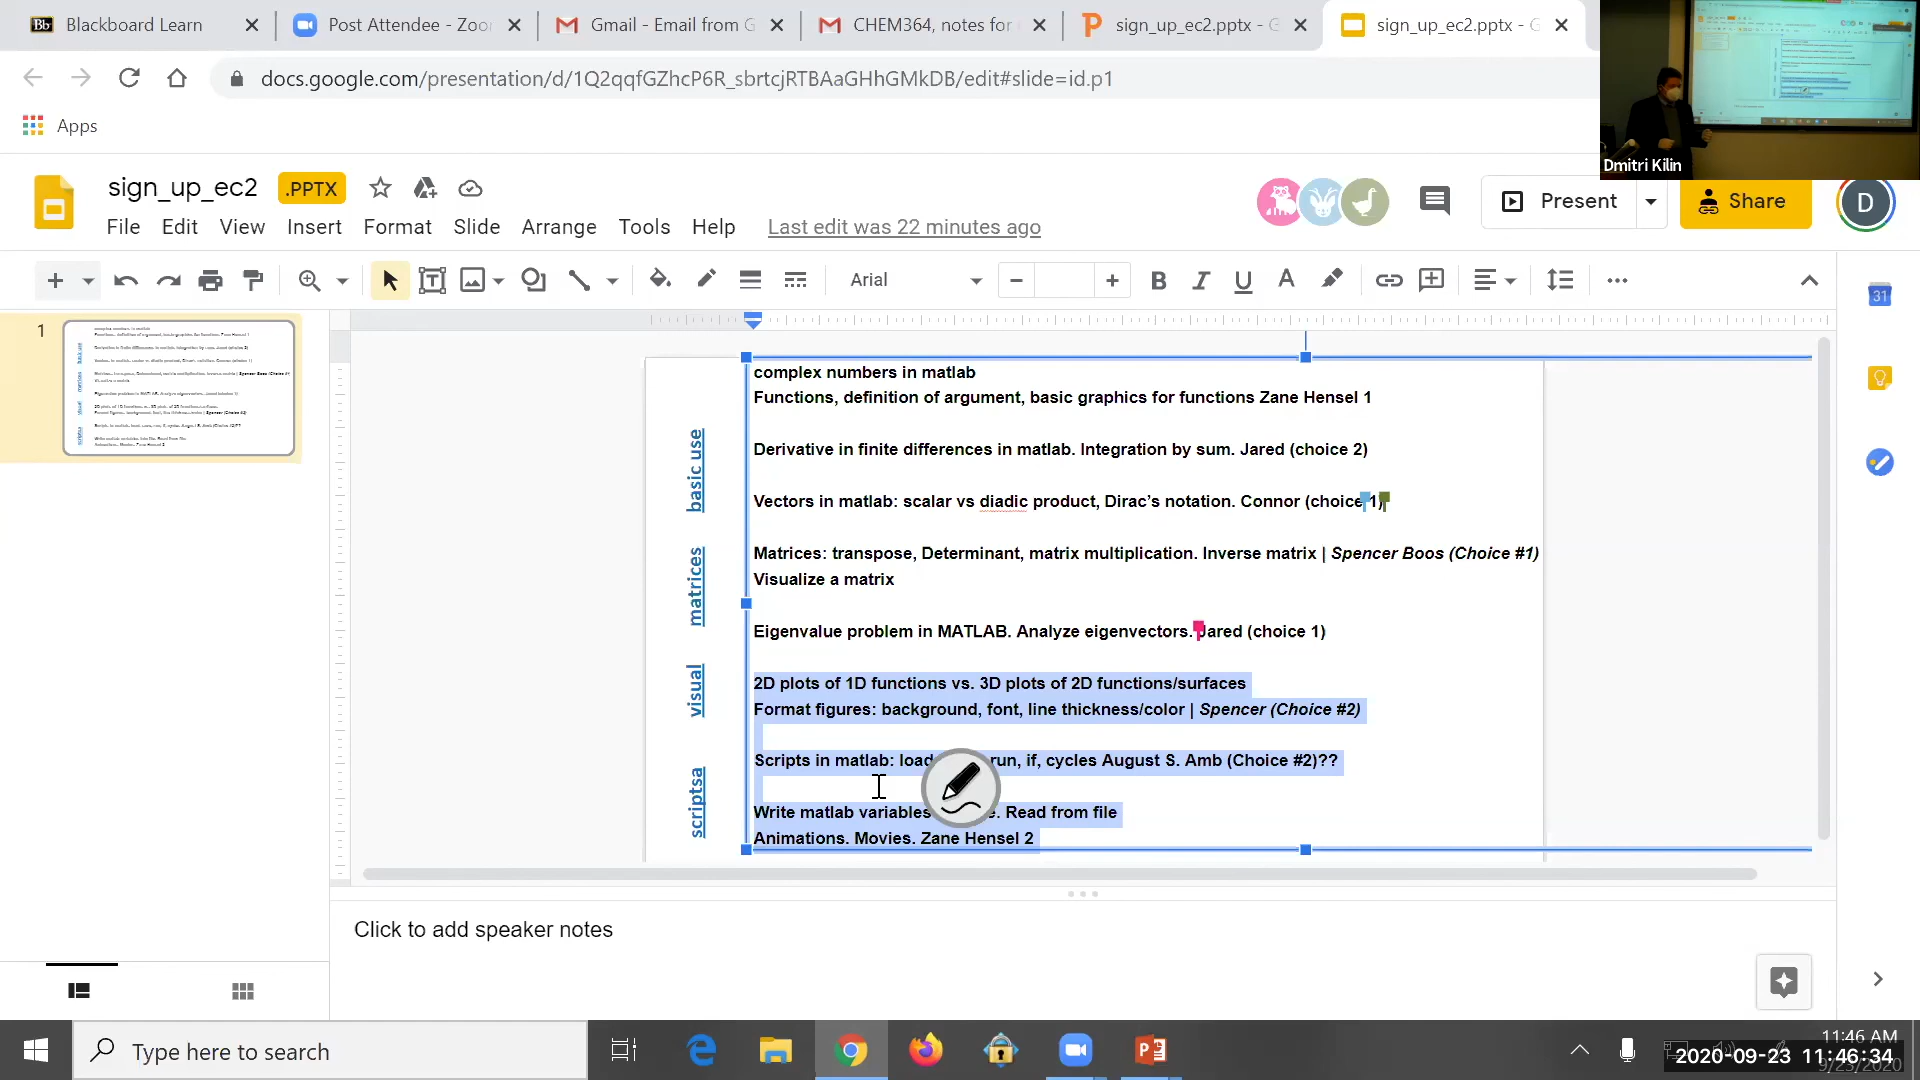 Blackboard Learn
Post Attendee - Zoo
Gmail - Email from G
CHEM364, notes for
sign_up_ec2.pptx - G
sign_up_ec2.pptx - G
docs.google.com/presentation/d/1Q2qqfGZhcP6R_sbrtcjRTBAaGHhGMkDB/edit#slide=id.p1
Apps
Dmitri Kilin
sign_up_ec2 .PPTX
Present
Share
D
File Edit View Insert Format Slide Arrange Tools Help Last edit was 22 minutes ago
Arial
1
complex numbers in matlab
Functions, definition of argument, basic graphics for functions Zane Hensel 1
basic use
Derivative in finite differences in matlab. Integration by sum. Jared (choice 2)
Vectors in matlab: scalar vs diadic product, Dirac’s notation. Connor (choice 1)
matrices
Matrices: transpose, Determinant, matrix multiplication. Inverse matrix | Spencer Boos (Choice #1)
Visualize a matrix
Eigenvalue problem in MATLAB. Analyze eigenvectors. Jared (choice 1)
visual
2D plots of 1D functions vs. 3D plots of 2D functions/surfaces
Format figures: background, font, line thickness/color | Spencer (Choice #2)
scriptsa
Scripts in matlab: load run, if, cycles August S. Amb (Choice #2)??
Write matlab variables Read from file
Animations. Movies. Zane Hensel 2
Click to add speaker notes
Type here to search
11:46 AM
2020-09-23 11:46:34
9/23/2020